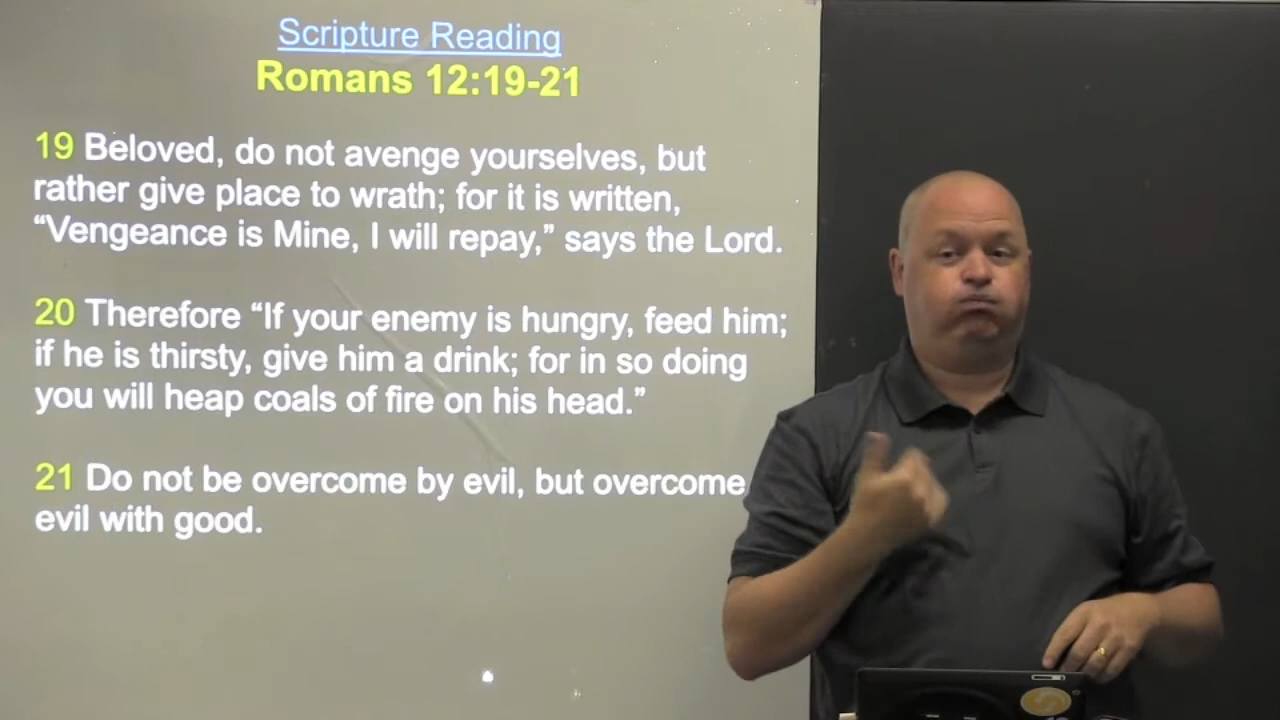 Scripture Reading
Romans 12:19-21
19 Beloved, do not avenge yourselves, but
rather give place to wrath; for it is written,
“Vengeance is Mine, I will repay,” says the Lord.
20 Therefore “If your enemy is hungry, feed him;
if he is thirsty, give him a drink; for in so doing
you will heap coals of fire on his head.”
21 Do not be overcome by evil, but overcome
evil with good.